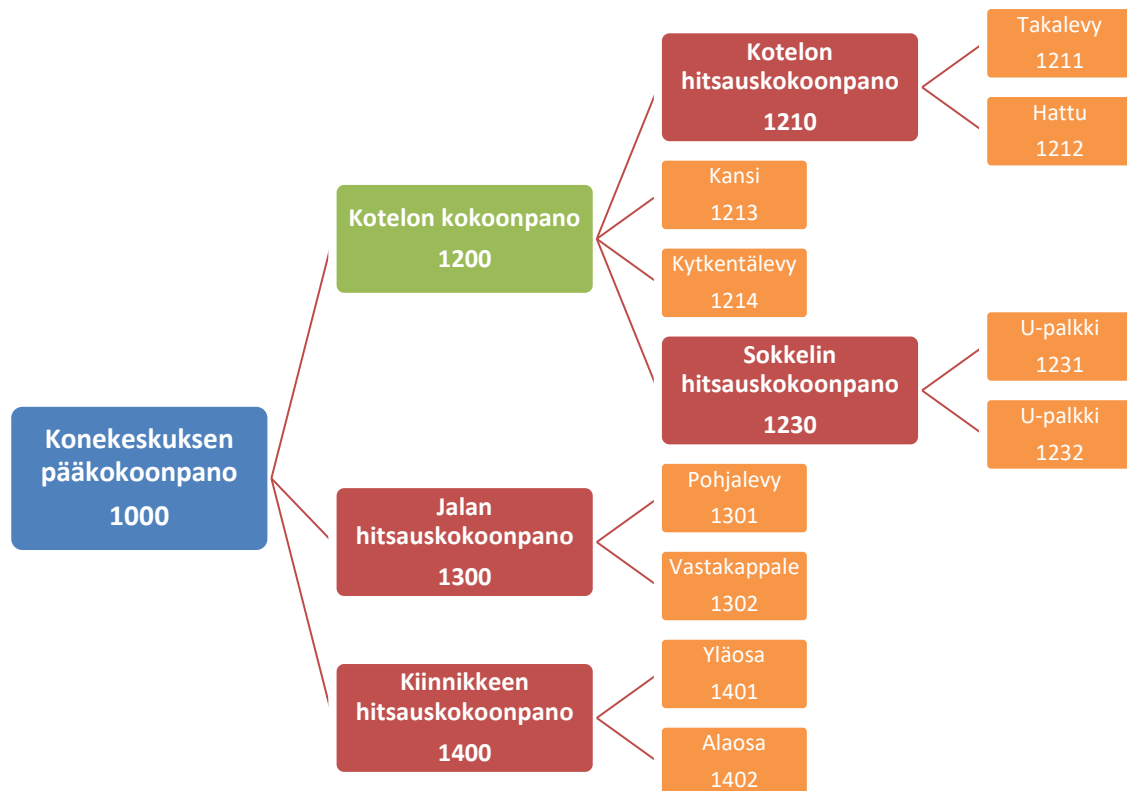 Konekeskuksen
pääkokoonpano
1000
Kotelon kokoonpano
1200
Kotelon
hitsauskokoonpano
1210
Takalevy
1211
Hattu
1212
Kansi
1213
Kytkentälevy
1214
Sokkelin
hitsauskokoonpano
1230
U-palkki
1231
U-palkki
1232
Jalan
hitsauskokoonpano
1300
Pohjalevy
1301
Vastakappale
1302
Kiinnikkeen
hitsauskokoonpano
1400
Yläosa
1401
Alaosa
1402